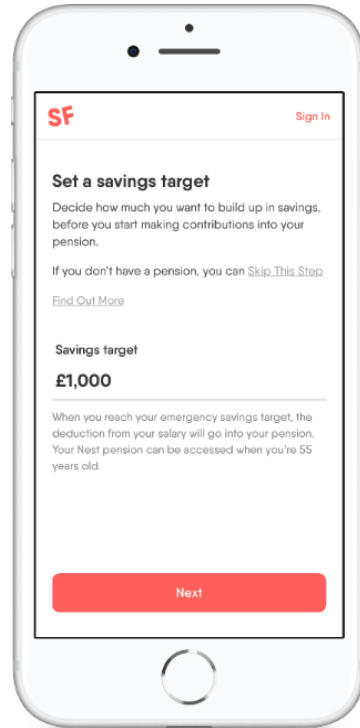 SF
Sign In
Set a savings target
Decide how much you want to build up in savings,
before you start making contributions into your
pension.
If you don't have a pension, you can Skip This Step
Find Out More
Savings target
£1,000
When you reach your emergency savings target, the
deduction from your salary will go into your pension.
Your Nest pension can be accessed when you're 55
years old.
Next